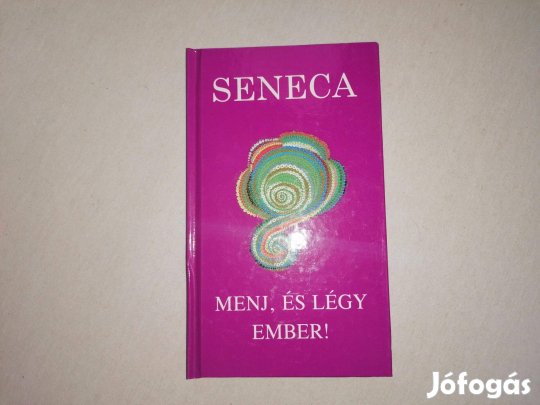 SENECA
MENJ, ÉS LÉGY
EMBER!
Jófogás